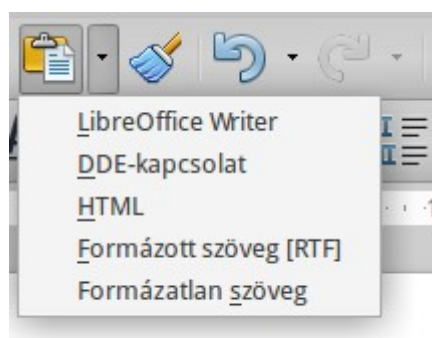 LibreOffice Writer
DDE-kapcsolat
HTML
Formázott szöveg [RTF]
Formázatlan szöveg